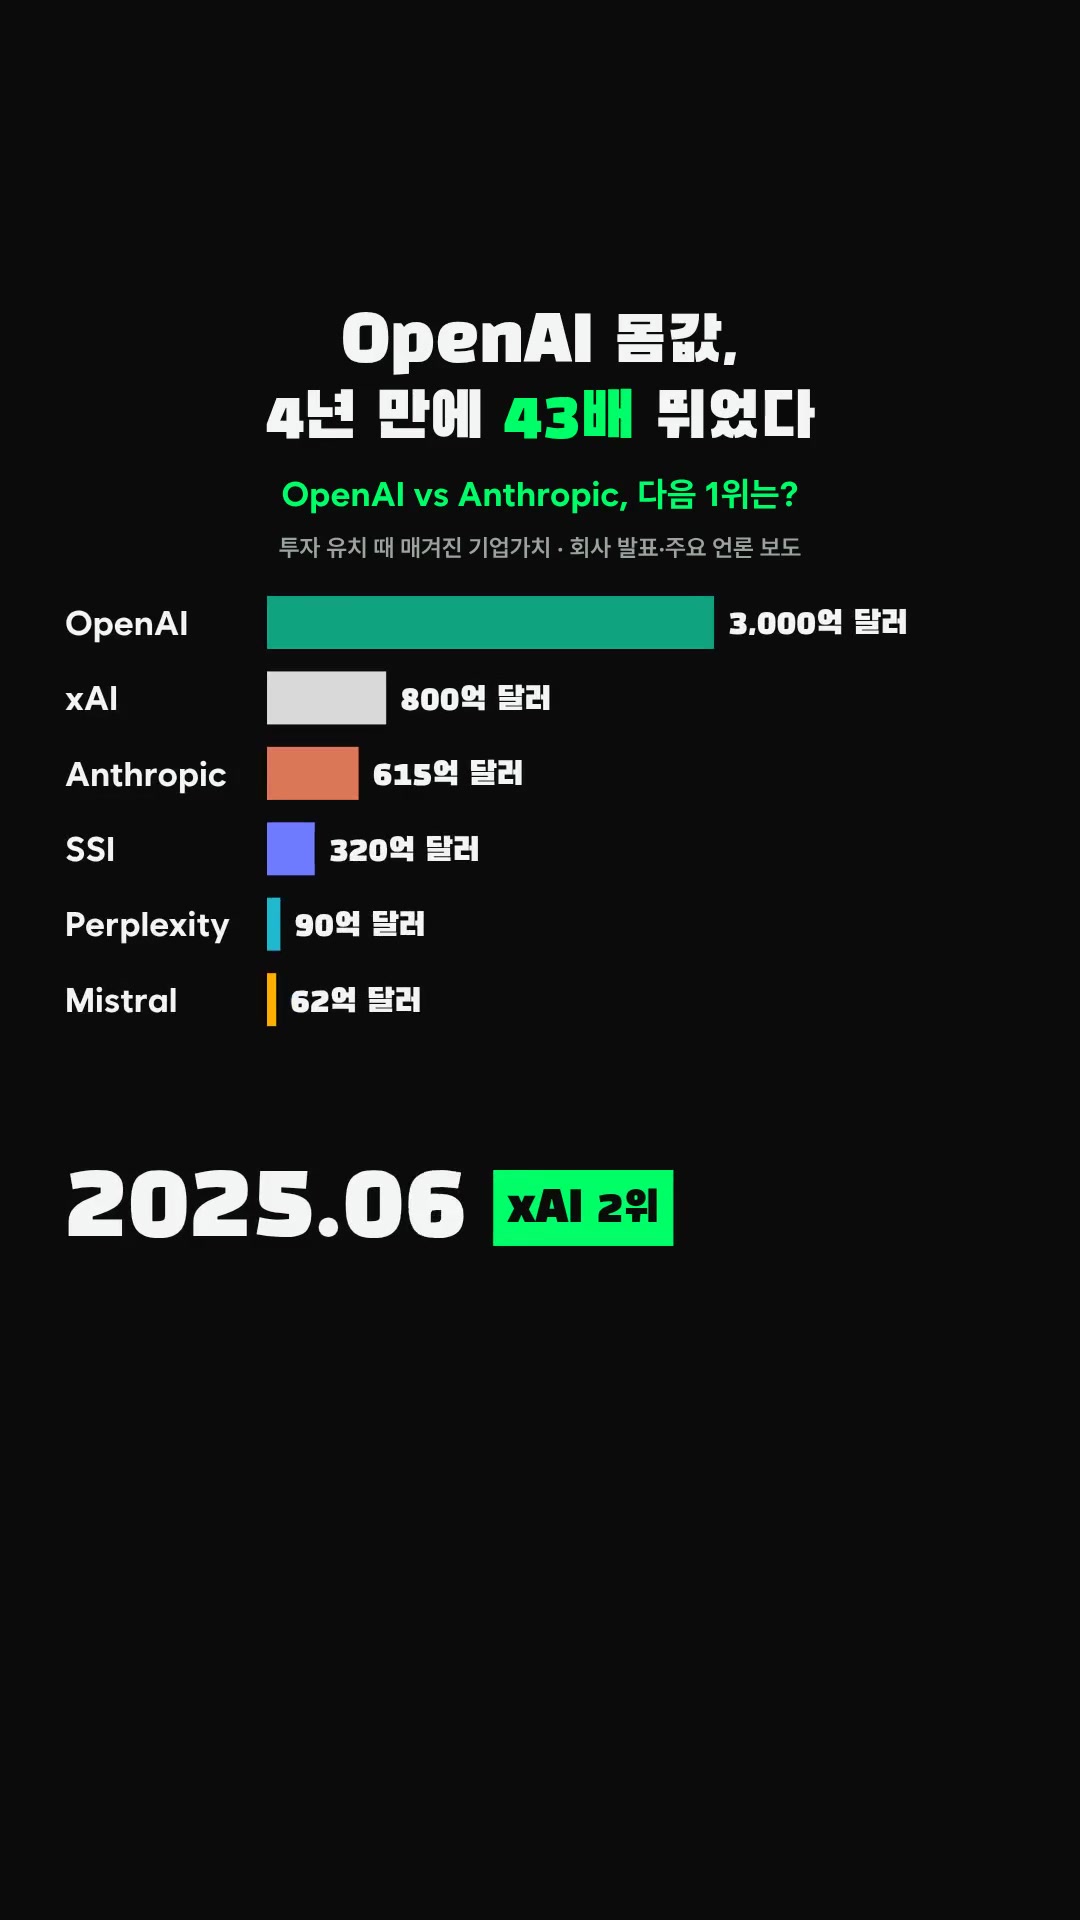 OpenAI 몸값,
4년 만에 43배 뛰었다
OpenAI vs Anthropic, 다음 1위는?
투자 유치 때 매겨진 기업가치 · 회사 발표·주요 언론 보도
OpenAI 3,000억 달러
xAI 800억 달러
Anthropic 615억 달러
SSI 320억 달러
Perplexity 90억 달러
Mistral 62억 달러
2025.06 xAI 2위